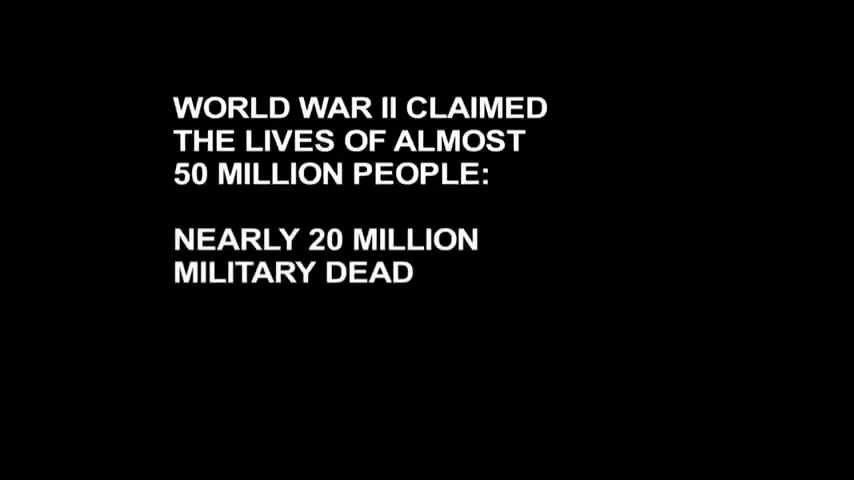 WORLD WAR II CLAIMED
THE LIVES OF ALMOST
50 MILLION PEOPLE:
NEARLY 20 MILLION
MILITARY DEAD